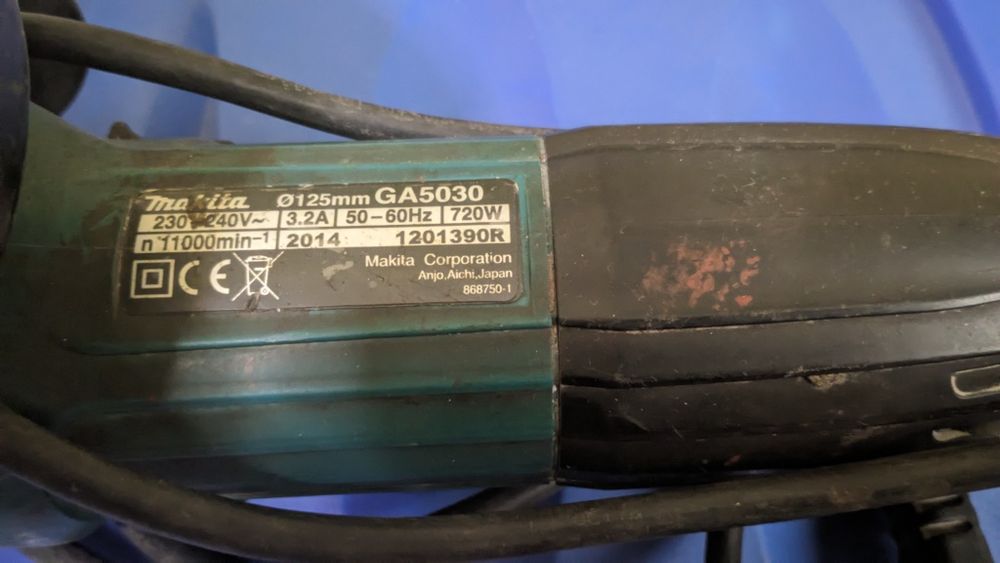 makita Ø125mm GA5030
230-240V~ 3.2A 50-60Hz 720W
n 11000min-1 2014 1201390R
CE
Makita Corporation
Anjo,Aichi,Japan
868750-1